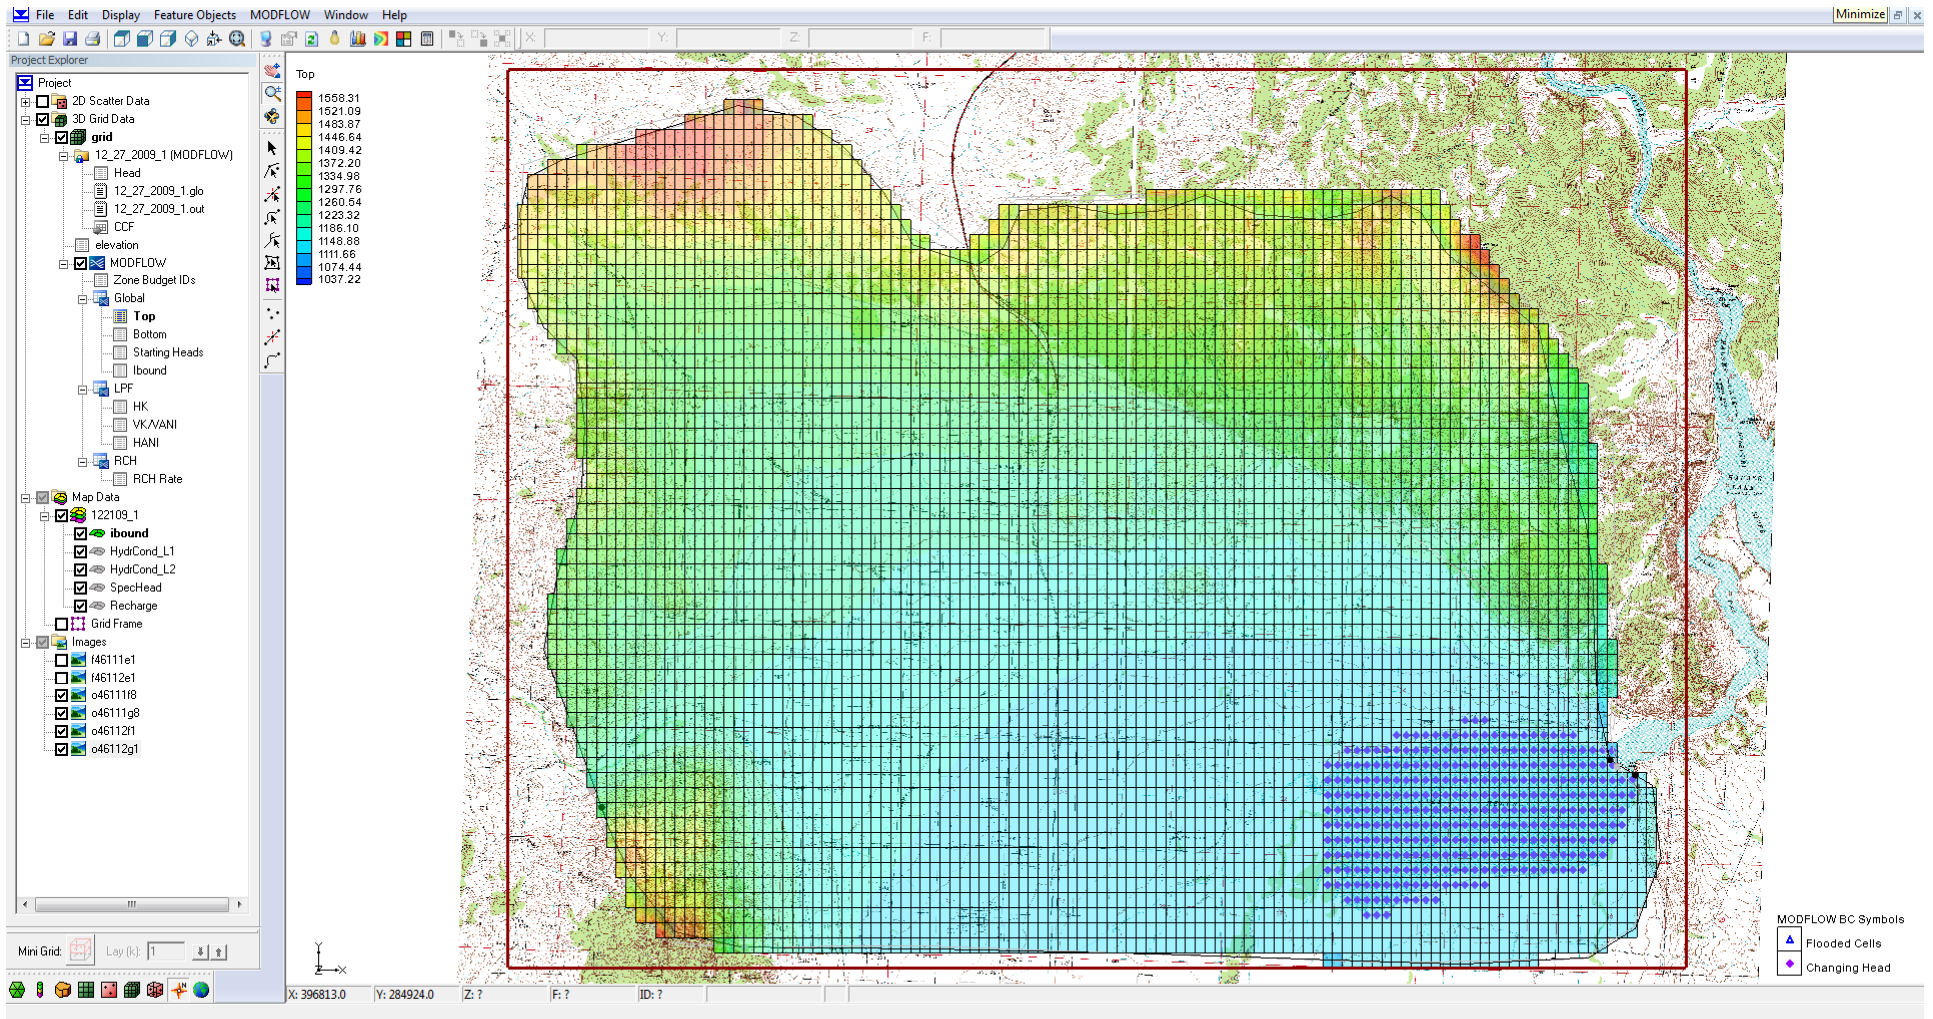 File Edit Display Feature Objects MODFLOW Window Help
Minimize
X: Y: Z: F:
Project Explorer
Project
2D Scatter Data
3D Grid Data
grid
12_27_2009_1 (MODFLOW)
Head
12_27_2009_1.glo
12_27_2009_1.out
CCF
elevation
MODFLOW
Zone Budget IDs
Global
Top
Bottom
Starting Heads
Ibound
LPF
HK
VK/VANI
HANI
RCH
RCH Rate
Map Data
122109_1
ibound
HydrCond_L1
HydrCond_L2
SpecHead
Recharge
Grid Frame
Images
f46111e1
f46112e1
o46111f8
o46111g8
o46112f1
o46112g1
Mini Grid: Lay (k): 1
Top
1558.31
1521.09
1483.87
1446.64
1409.42
1372.20
1334.98
1297.76
1260.54
1223.32
1186.10
1148.88
1111.66
1074.44
1037.22
Y
Z X
MODFLOW BC Symbols
Flooded Cells
Changing Head
X: 396813.0 Y: 284924.0 Z: ? F: ? ID: ?